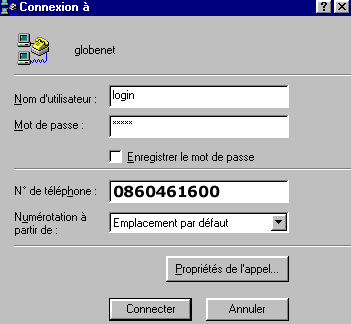 Connexion à
globenet
Nom d'utilisateur : login
Mot de passe : xxxxx
Enregistrer le mot de passe
N° de téléphone : 0860461600
Numérotation à
partir de : Emplacement par défaut
Propriétés de l'appel...
Connecter Annuler